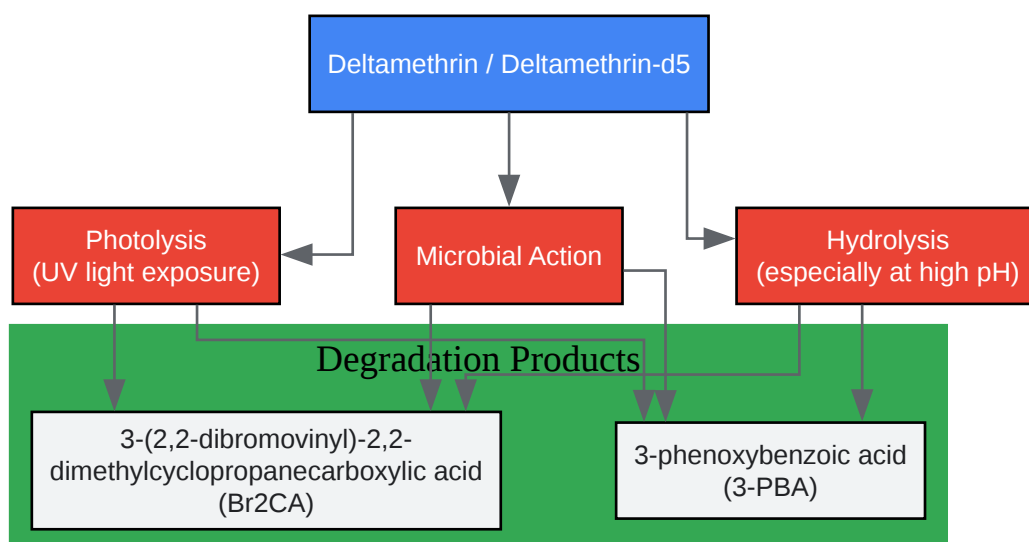 Deltamethrin / Deltamethrin-d5
Photolysis
(UV light exposure)
Microbial Action
Hydrolysis
(especially at high pH)
Degradation Products
3-(2,2-dibromovinyl)-2,2-
dimethylcyclopropanecarboxylic acid
(Br2CA)
3-phenoxybenzoic acid
(3-PBA)